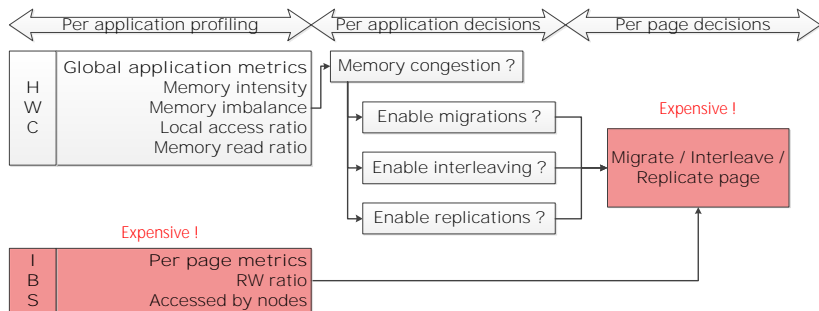 Per application profiling
Per application decisions
Per page decisions
Global application metrics
H Memory intensity
W Memory imbalance
C Local access ratio
Memory read ratio
Memory congestion ?
Enable migrations ?
Enable interleaving ?
Enable replications ?
Expensive !
Migrate / Interleave /
Replicate page
Expensive !
I Per page metrics
B RW ratio
S Accessed by nodes